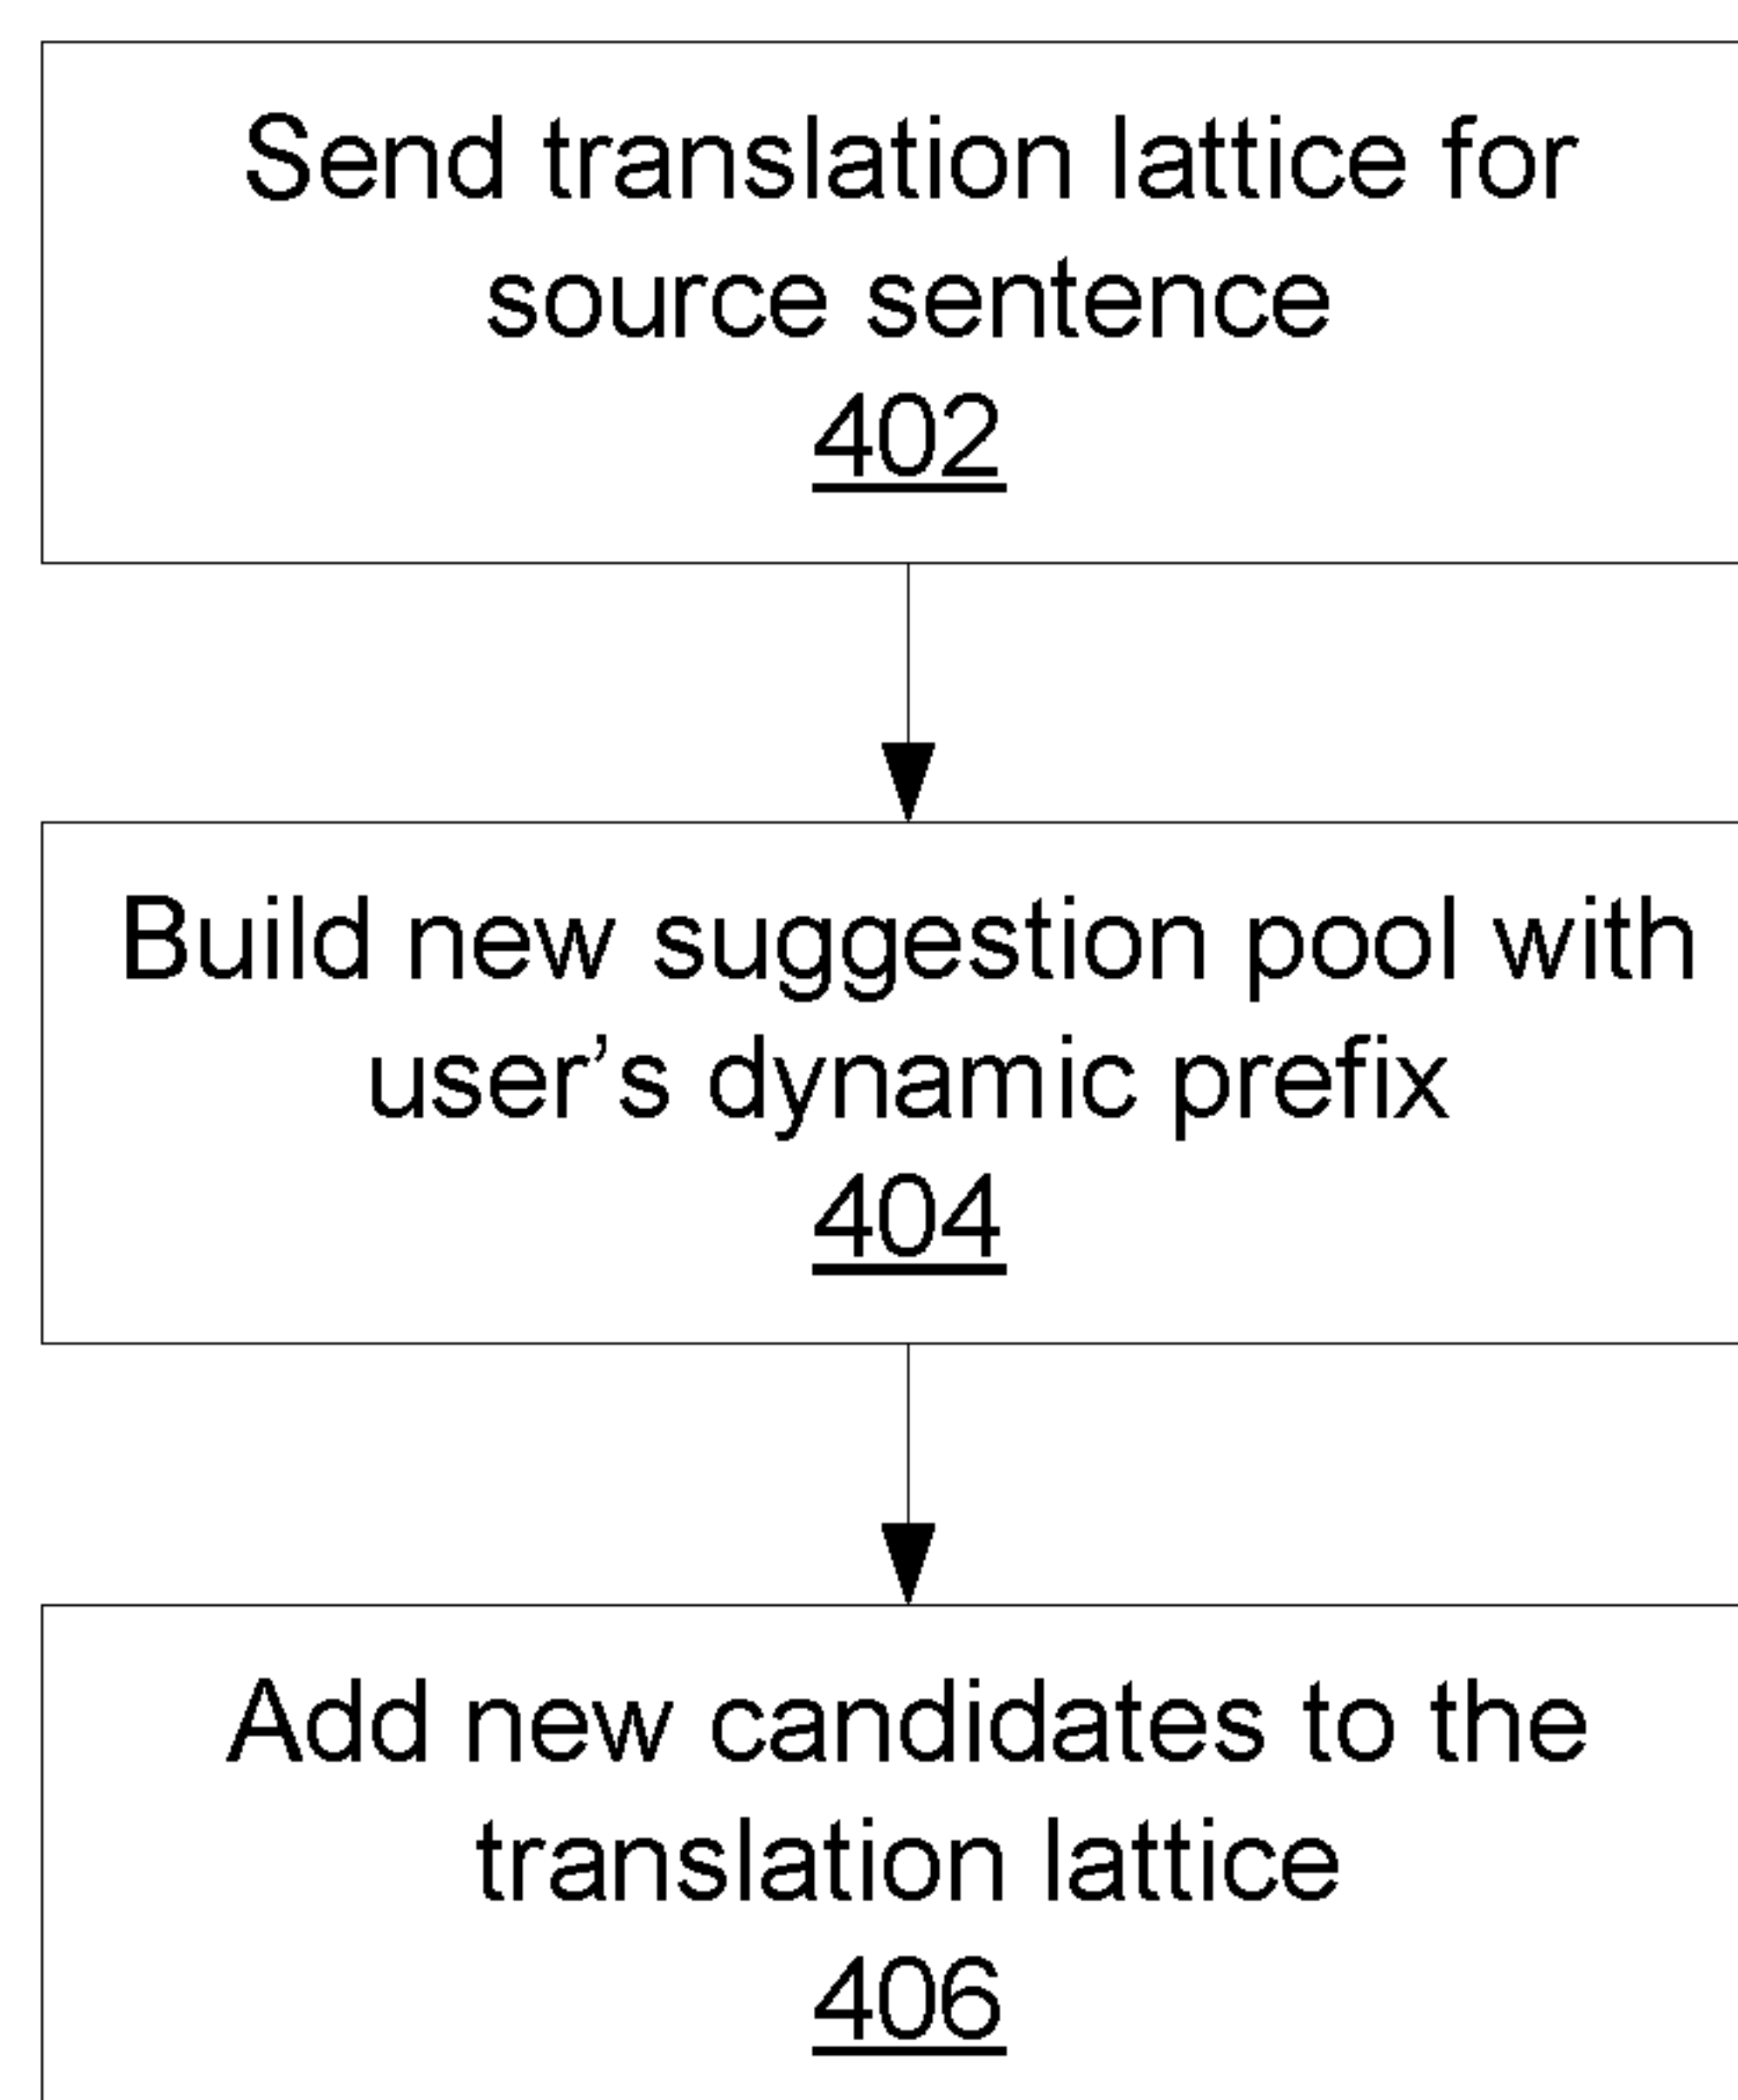 Send translation lattice for
source sentence
402
Build new suggestion pool with
user’s dynamic prefix
404
Add new candidates to the
translation lattice
406